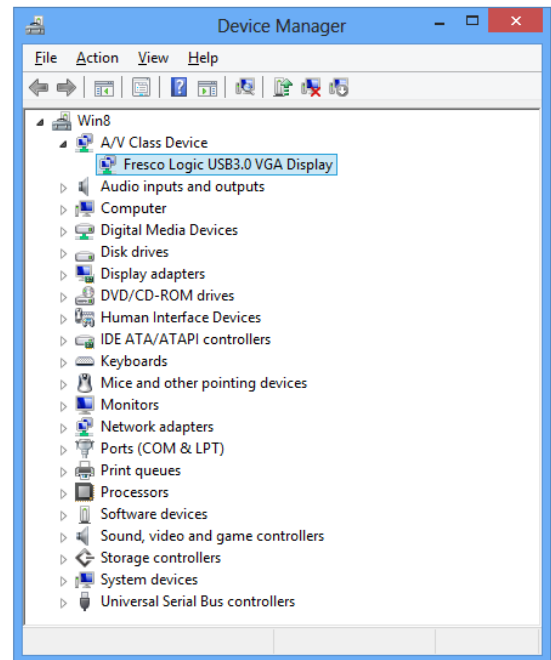 Device Manager
File Action View Help
Win8
A/V Class Device
Fresco Logic USB3.0 VGA Display
Audio inputs and outputs
Computer
Digital Media Devices
Disk drives
Display adapters
DVD/CD-ROM drives
Human Interface Devices
IDE ATA/ATAPI controllers
Keyboards
Mice and other pointing devices
Monitors
Network adapters
Ports (COM & LPT)
Print queues
Processors
Software devices
Sound, video and game controllers
Storage controllers
System devices
Universal Serial Bus controllers